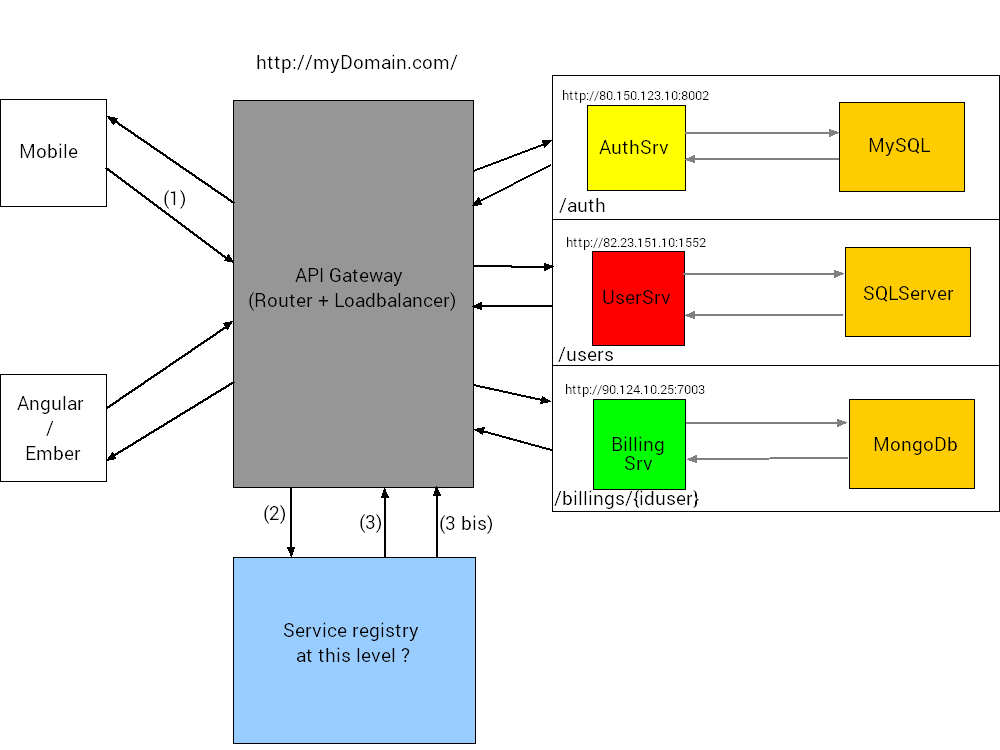 http://myDomain.com/
Mobile
(1)
Angular
/
Ember
API Gateway
(Router + Loadbalancer)
http://80.150.123.10:8002
AuthSrv
MySQL
/auth
http://82.23.151.10:1552
UserSrv
SQLServer
/users
http://90.124.10.25:7003
Billing
Srv
MongoDb
/billings/{iduser}
(2)
(3)
(3 bis)
Service registry
at this level ?